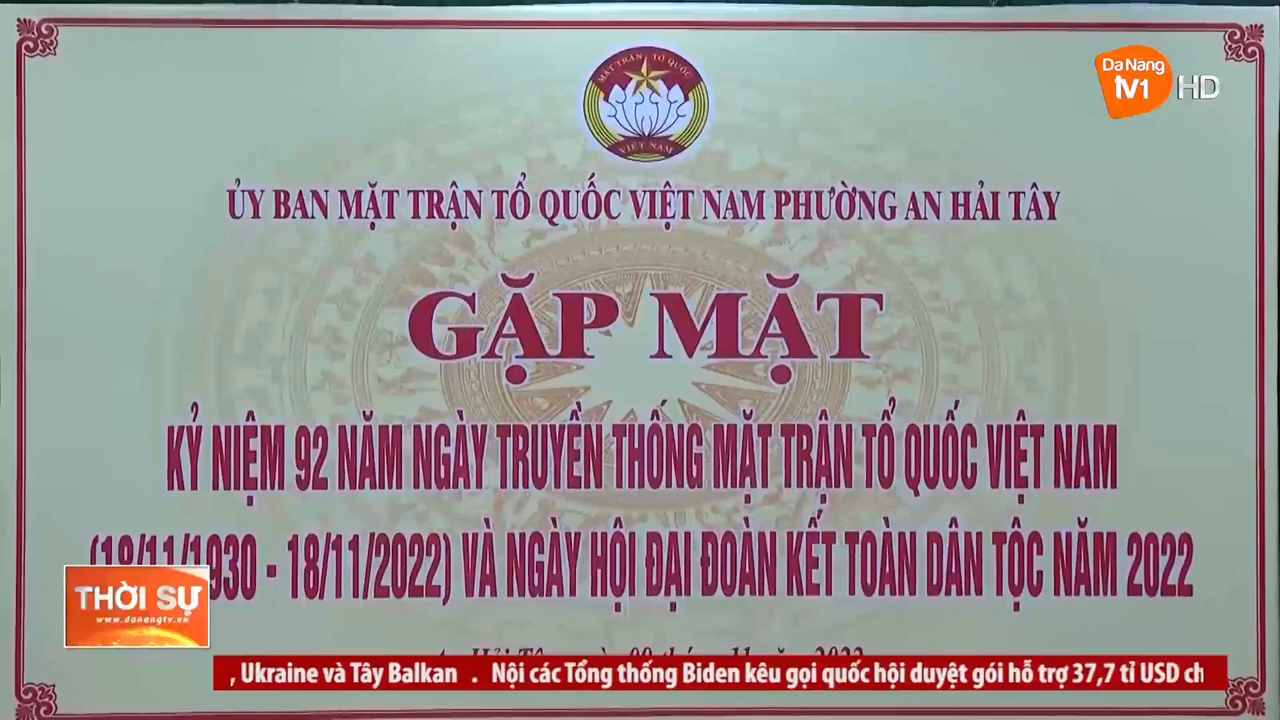 Da Nang
TV1 HD
MẶT TRẬN TỔ QUỐC
VIỆT NAM
ỦY BAN MẶT TRẬN TỔ QUỐC VIỆT NAM PHƯỜNG AN HẢI TÂY
GẶP MẶT
KỶ NIỆM 92 NĂM NGÀY TRUYỀN THỐNG MẶT TRẬN TỔ QUỐC VIỆT NAM
(18/11/1930 - 18/11/2022) VÀ NGÀY HỘI ĐẠI ĐOÀN KẾT TOÀN DÂN TỘC NĂM 2022
THỜI SỰ
www.danangtv.vn
, Ukraine và Tây Balkan . Nội các Tổng thống Biden kêu gọi quốc hội duyệt gói hỗ trợ 37,7 tỉ USD ch